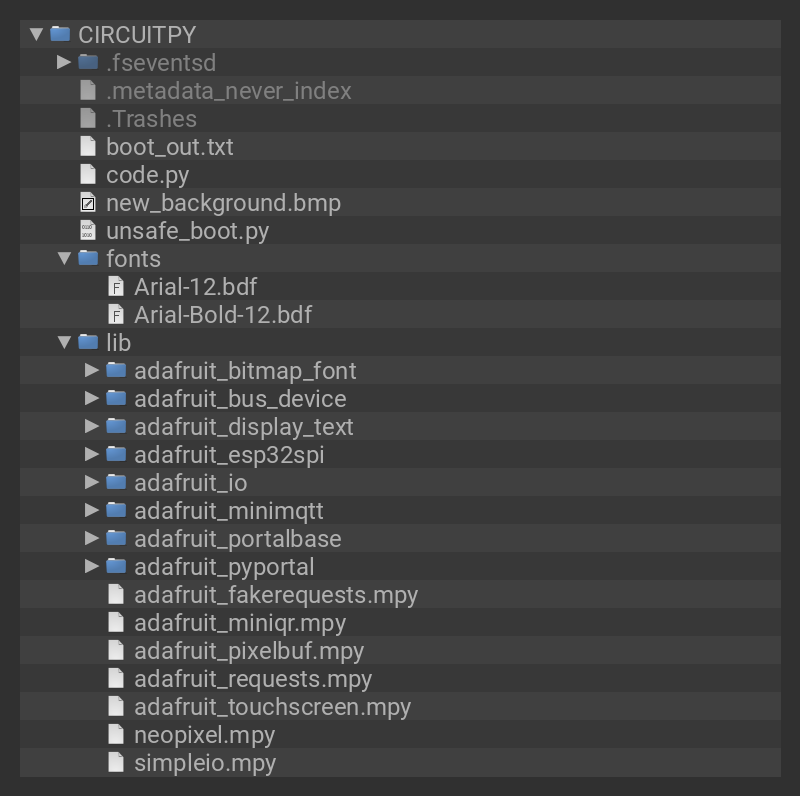 CIRCUITPY
.fseventsd
.metadata_never_index
.Trashes
boot_out.txt
code.py
new_background.bmp
unsafe_boot.py
fonts
Arial-12.bdf
Arial-Bold-12.bdf
lib
adafruit_bitmap_font
adafruit_bus_device
adafruit_display_text
adafruit_esp32spi
adafruit_io
adafruit_minimqtt
adafruit_portalbase
adafruit_pyportal
adafruit_fakerequests.mpy
adafruit_miniqr.mpy
adafruit_pixelbuf.mpy
adafruit_requests.mpy
adafruit_touchscreen.mpy
neopixel.mpy
simpleio.mpy